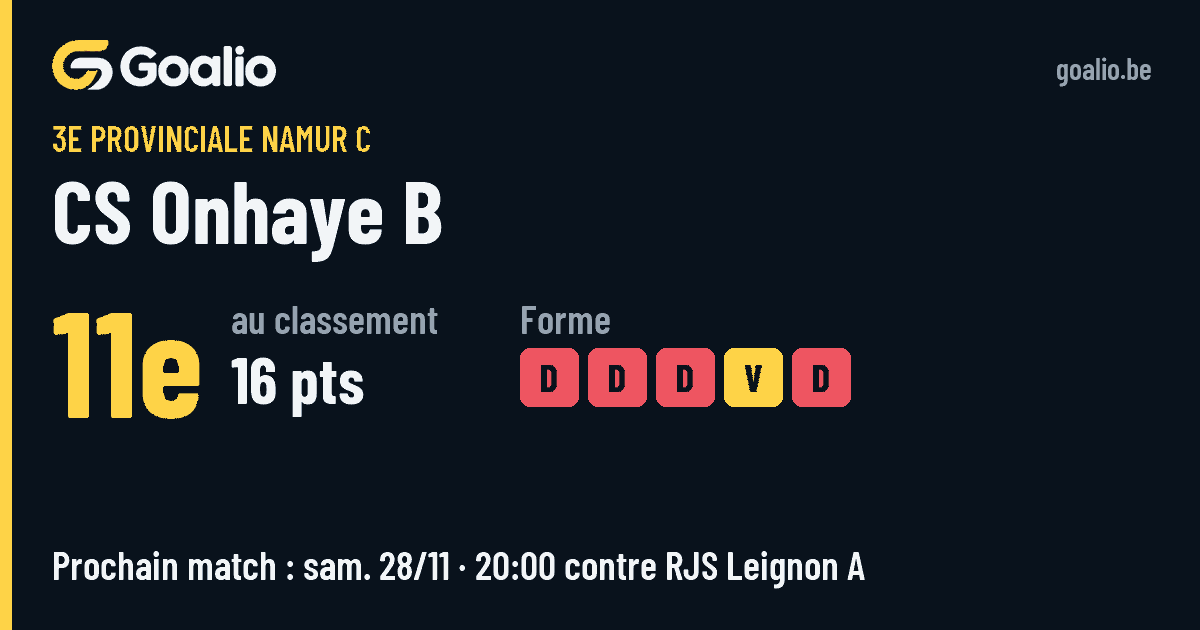 Goalio
goalio.be
3E PROVINCIALE NAMUR C
CS Onhaye B
11e
au classement
16 pts
Forme
D D D V D
Prochain match : sam. 28/11 · 20:00 contre RJS Leignon A